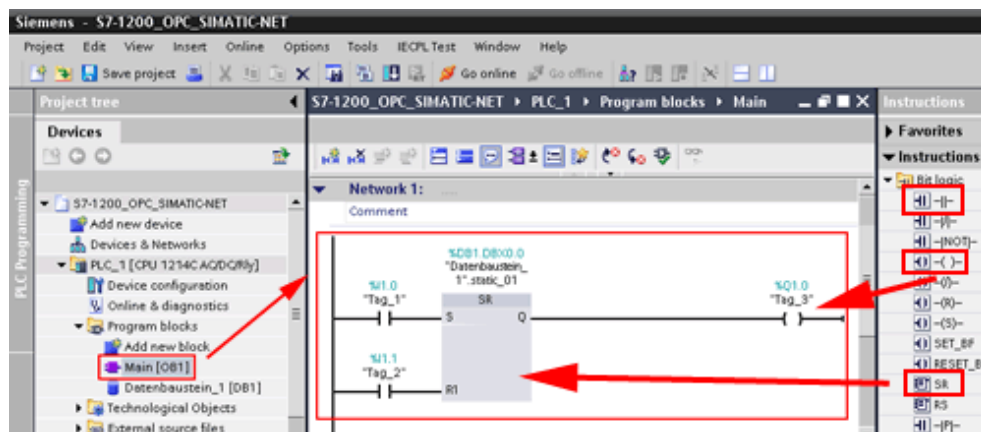 Siemens - S7-1200_OPC_SIMATIC-NET
Project Edit View Insert Online Options Tools IECPL Test Window Help
Save project
Go online
Go offline
Project tree
Devices
PLC Programming
S7-1200_OPC_SIMATIC-NET
Add new device
Devices & Networks
PLC_1 [CPU 1214C AC/DC/Rly]
Device configuration
Online & diagnostics
Program blocks
Add new block
Main [OB1]
Datenbaustein_1 [DB1]
Technological Objects
External source files
S7-1200_OPC_SIMATIC-NET PLC_1 Program blocks Main
Network 1: .....
Comment
%DB1.DBX0.0
"Datenbaustein_
1".static_01
%I1.0
"Tag_1"
SR
S Q
%Q1.0
"Tag_3"
%I1.1
"Tag_2"
R1
Instructions
Favorites
Instructions
Bit logic
-||-
-|/|-
-|NOT|-
-( )-
-(/)-
-(R)-
-(S)-
SET_BF
RESET_B
SR
RS
-|P|-